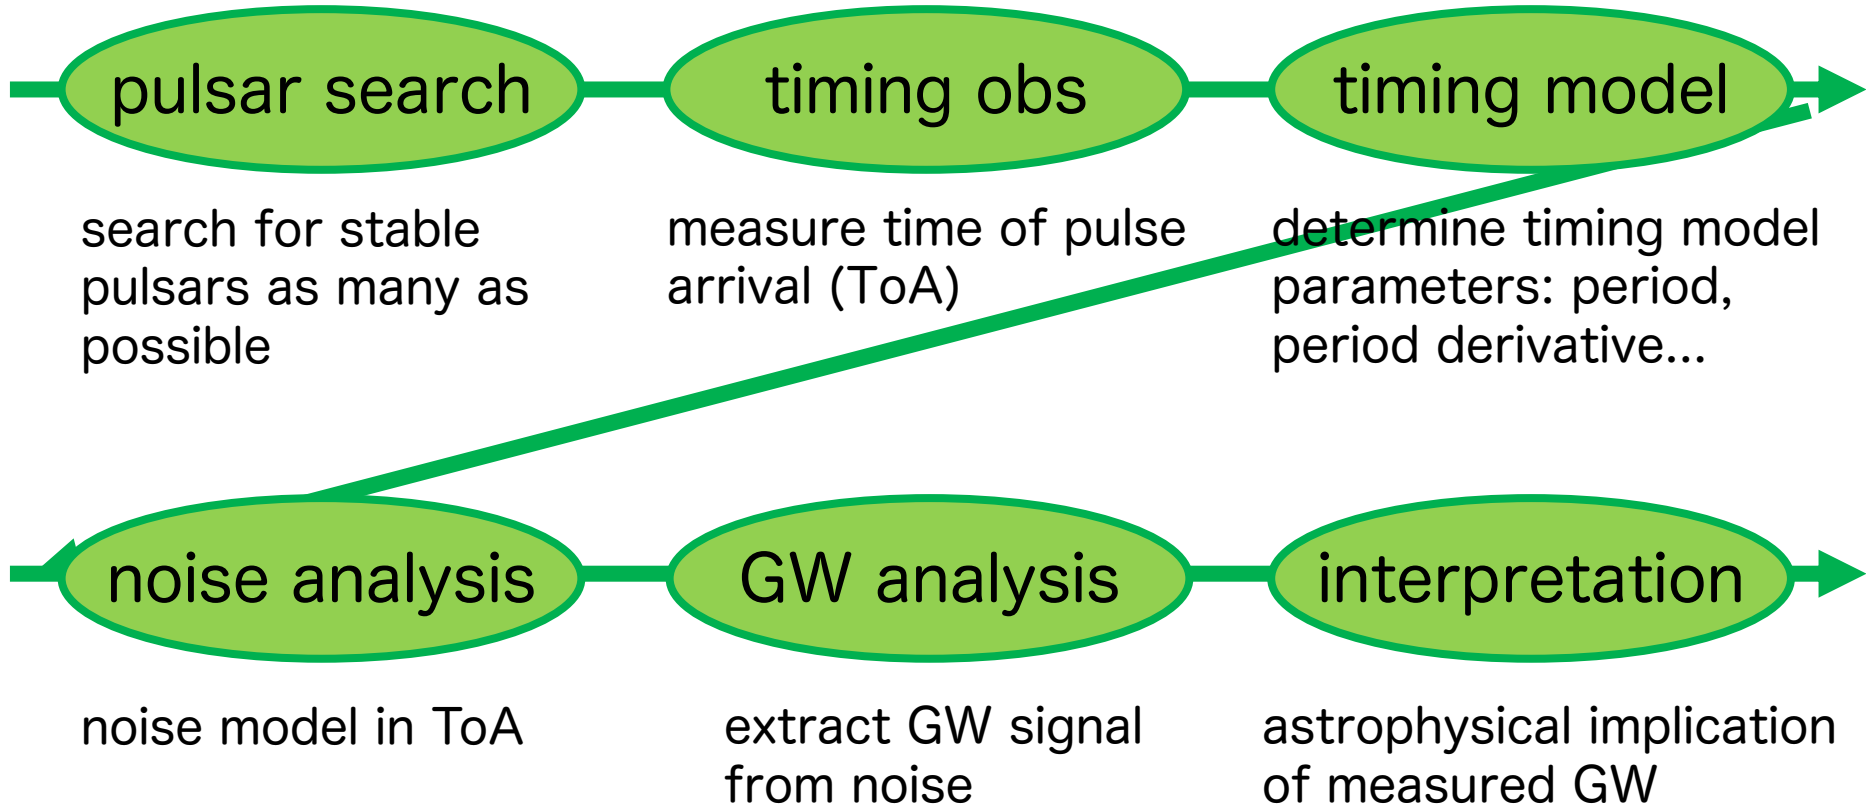 pulsar search
timing obs
timing model
search for stable
pulsars as many as
possible
measure time of pulse
arrival (ToA)
determine timing model
parameters: period,
period derivative...
noise analysis
GW analysis
interpretation
noise model in ToA
extract GW signal
from noise
astrophysical implication
of measured GW